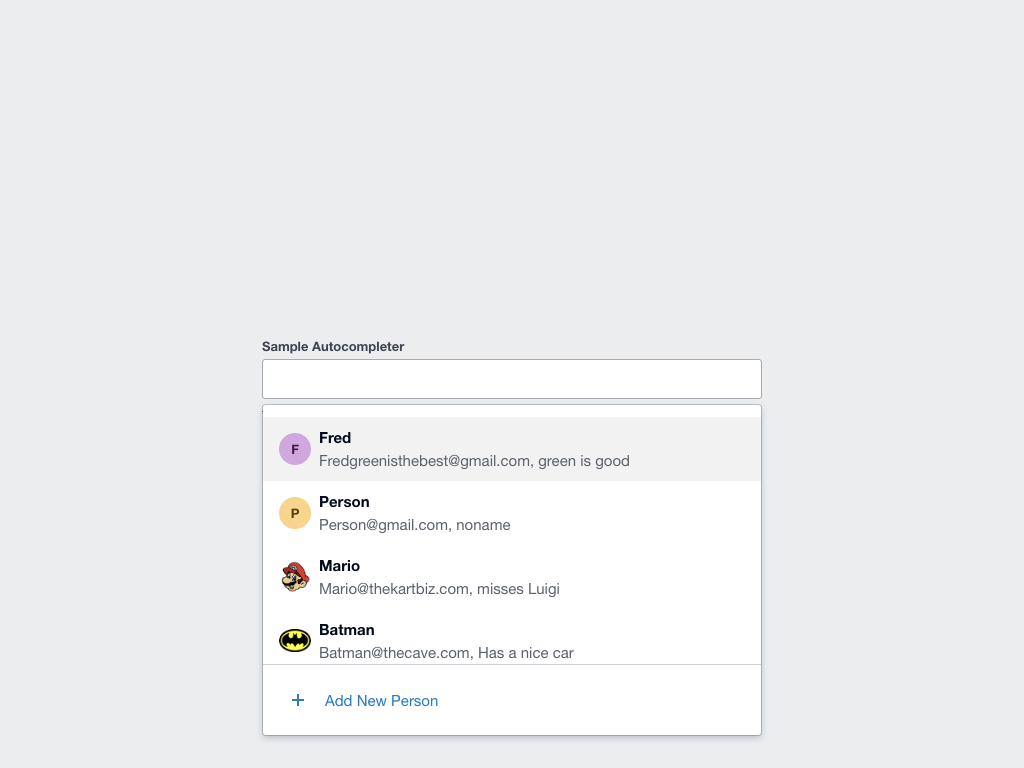 Sample Autocompleter
F
Fred
Fredgreenisthebest@gmail.com, green is good
P
Person
Person@gmail.com, noname
Mario
Mario@thekartbiz.com, misses Luigi
Batman
Batman@thecave.com, Has a nice car
+ Add New Person